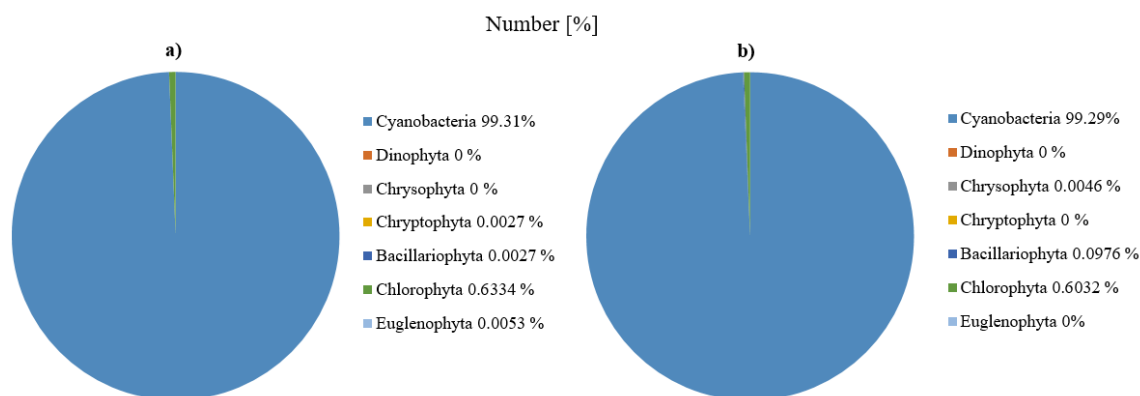 Number [%]
a)
Cyanobacteria 99.31%
Dinophyta 0 %
Chrysophyta 0 %
Chryptophyta 0.0027 %
Bacillariophyta 0.0027 %
Chlorophyta 0.6334 %
Euglenophyta 0.0053 %
b)
Cyanobacteria 99.29%
Dinophyta 0 %
Chrysophyta 0.0046 %
Chryptophyta 0 %
Bacillariophyta 0.0976 %
Chlorophyta 0.6032 %
Euglenophyta 0%